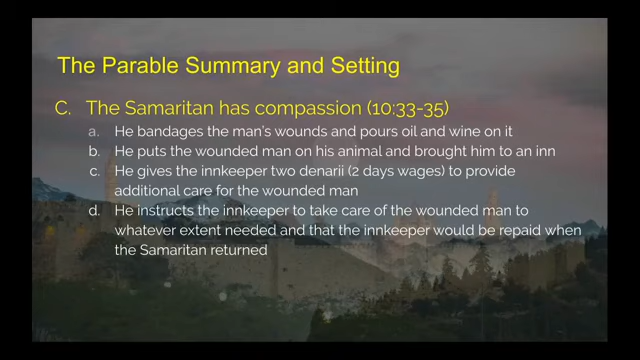 The Parable Summary and Setting
C. The Samaritan has compassion (10:33-35)
a. He bandages the man's wounds and pours oil and wine on it
b. He puts the wounded man on his animal and brought him to an inn
c. He gives the innkeeper two denarii (2 days wages) to provide
additional care for the wounded man
d. He instructs the innkeeper to take care of the wounded man to
whatever extent needed and that the innkeeper would be repaid when
the Samaritan returned